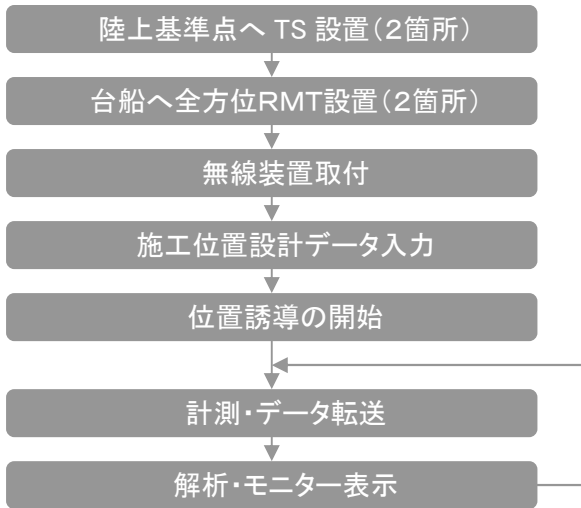 陸上基準点へ TS 設置（2箇所）
台船へ全方位RMT設置（2箇所）
無線装置取付
施工位置設計データ入力
位置誘導の開始
計測・データ転送
解析・モニター表示